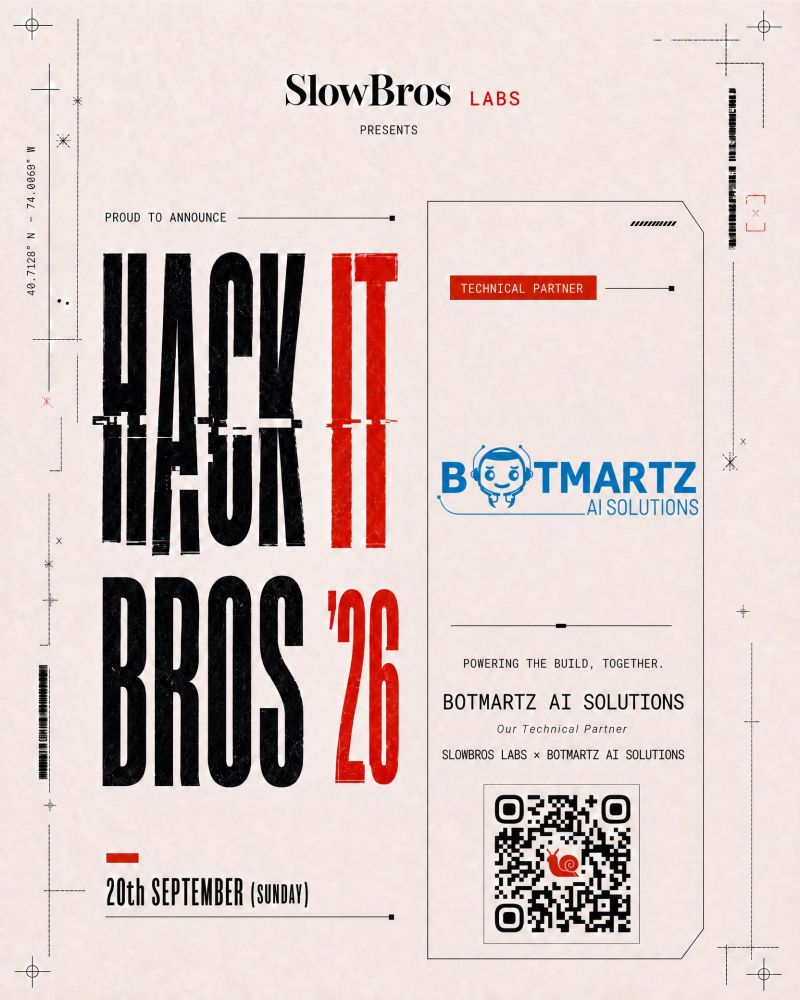 SlowBros LABS
PRESENTS
40.7128° N – 74.0069° W
PROUD TO ANNOUNCE
HACK IT
BROS '26
20th SEPTEMBER (SUNDAY)
TECHNICAL PARTNER
BOTMARTZ
AI SOLUTIONS
POWERING THE BUILD, TOGETHER.
BOTMARTZ AI SOLUTIONS
Our Technical Partner
SLOWBROS LABS × BOTMARTZ AI SOLUTIONS